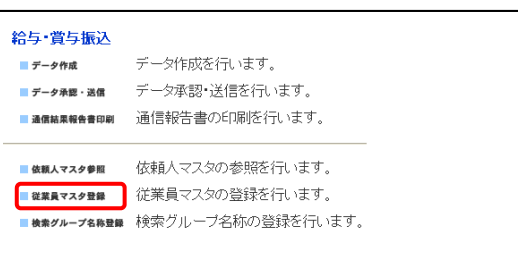 給与・賞与振込
データ作成 データ作成を行います。
データ承認・送信 データ承認・送信を行います。
通信結果報告書印刷 通信報告書の印刷を行います。
依頼人マスタ参照 依頼人マスタの参照を行います。
従業員マスタ登録 従業員マスタの登録を行います。
検索グループ名称登録 検索グループ名称の登録を行います。